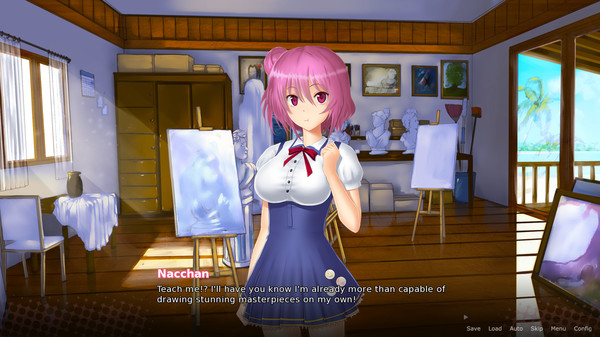 Nacchan
Teach me!? I'll have you know I'm already more than capable of
drawing stunning masterpieces on my own!
Save Load Auto Skip Menu Config